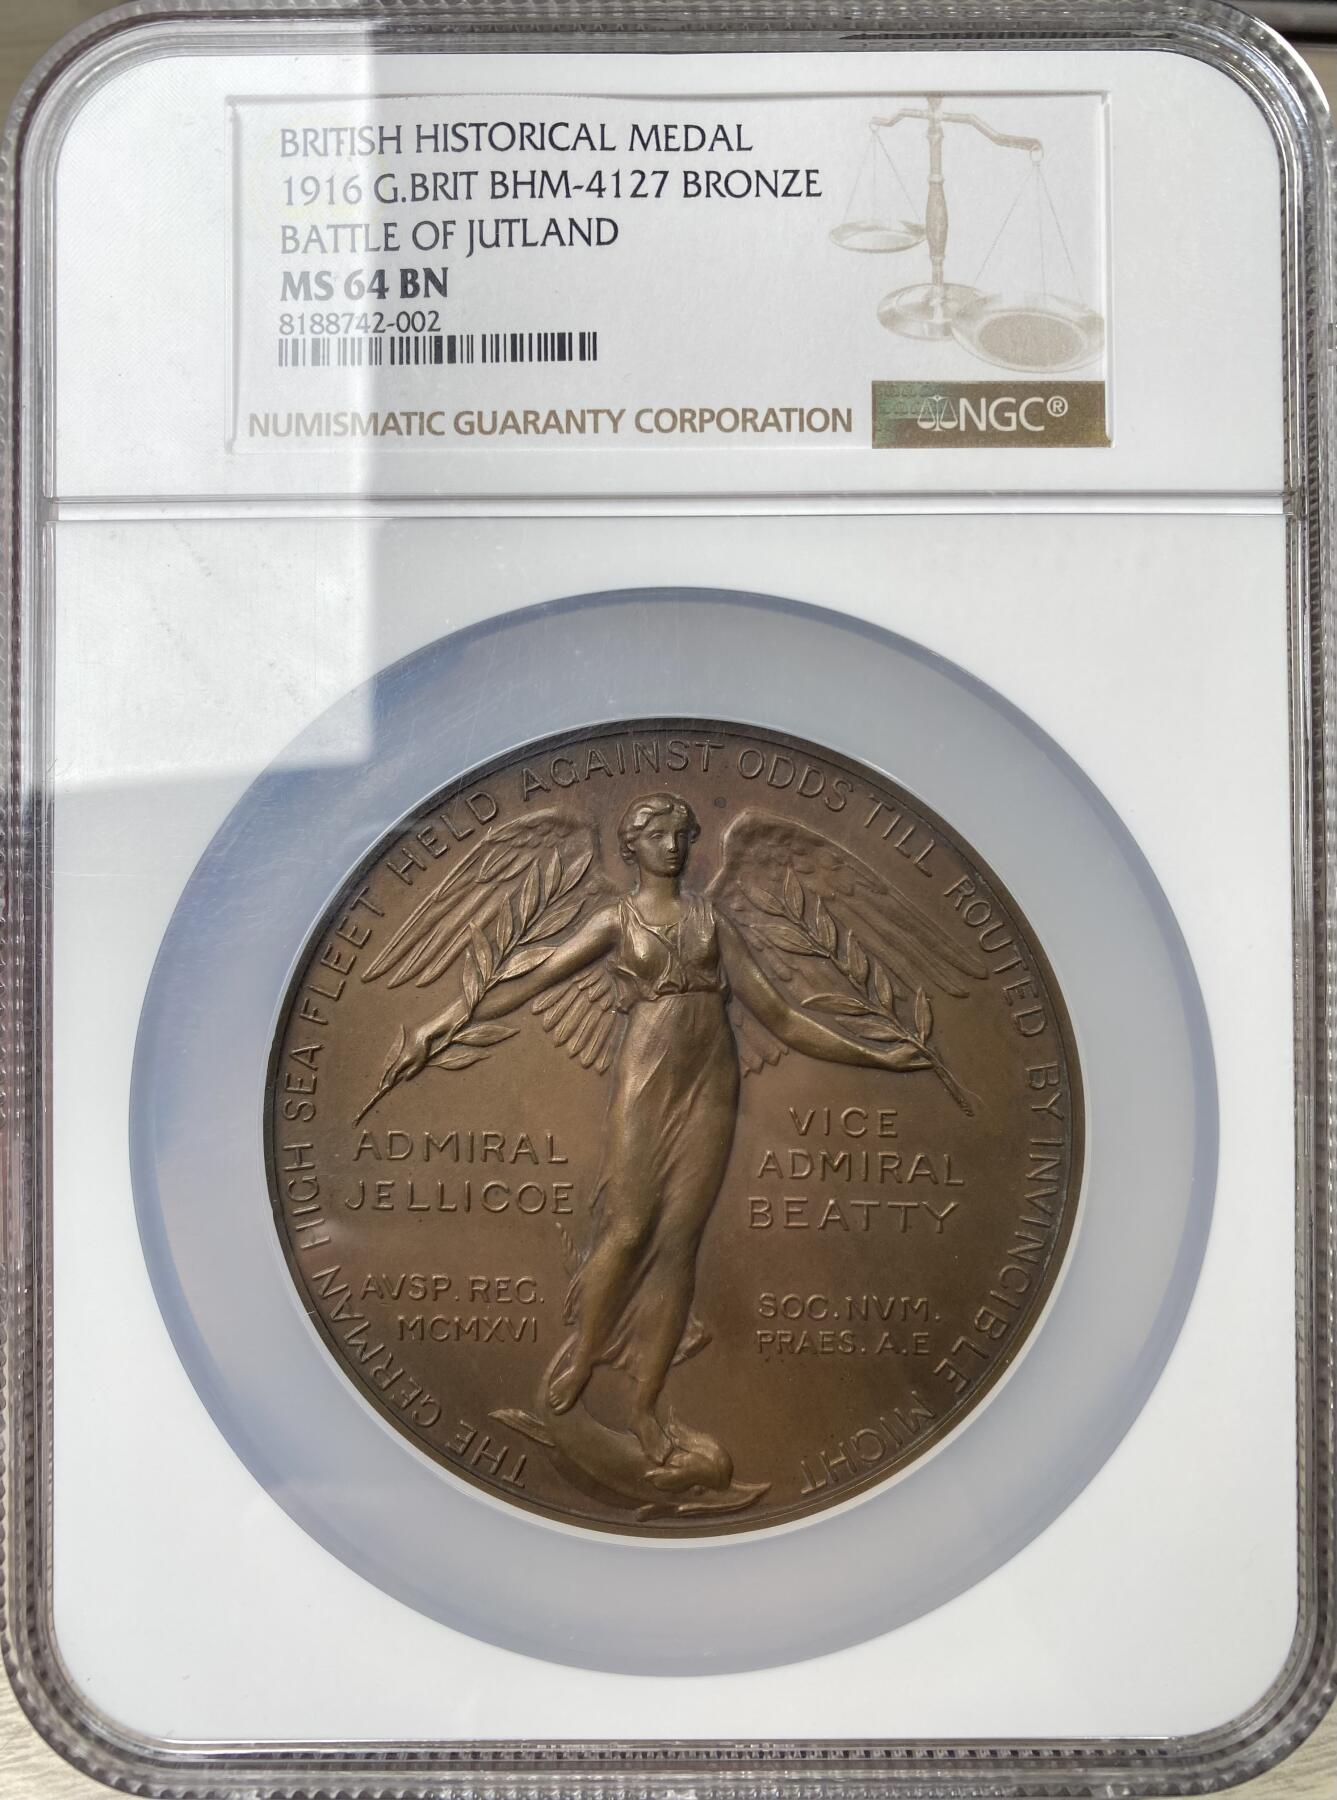 BRITISH HISTORICAL MEDAL
1916 G.BRIT BHM-4127 BRONZE
BATTLE OF JUTLAND
MS 64 BN
8188742-002
NUMISMATIC GUARANTY CORPORATION
NGC®
THE GERMAN HIGH SEA FLEET HELD AGAINST ODDS TILL ROUTED BY INVINCIBLE MIGHT
ADMIRAL
JELLICOE
VICE
ADMIRAL
BEATTY
AVSP. REG.
MCMXVI
SOC. NVM.
PRAES. A. E